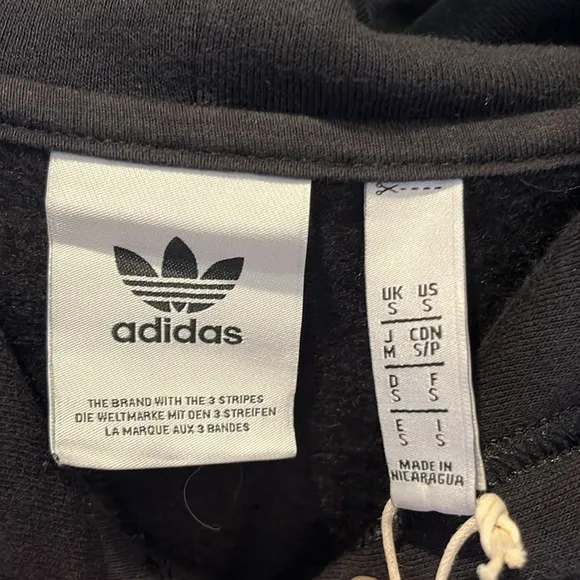 adidas
THE BRAND WITH THE 3 STRIPES
DIE WELTMARKE MIT DEN 3 STREIFEN
LA MARQUE AUX 3 BANDES
UK US
S S
J CDN
M S/P
D F
S S
E I
S S
MADE IN
NICARAGUA